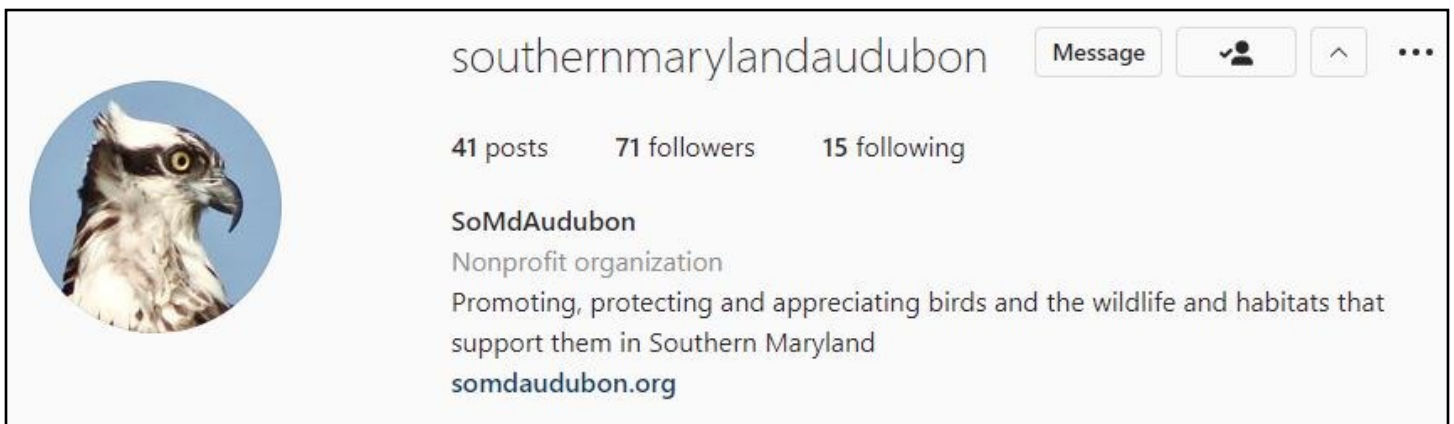 southernmarylandaudubon Message
41 posts 71 followers 15 following
SoMdAudubon
Nonprofit organization
Promoting, protecting and appreciating birds and the wildlife and habitats that
support them in Southern Maryland
somdaudubon.org